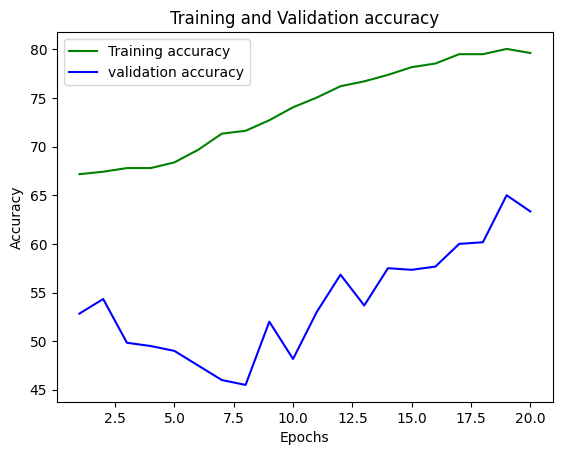 Training and Validation accuracy
Training accuracy
validation accuracy
80
75
70
65
60
55
50
45
Accuracy
2.5 5.0 7.5 10.0 12.5 15.0 17.5 20.0
Epochs